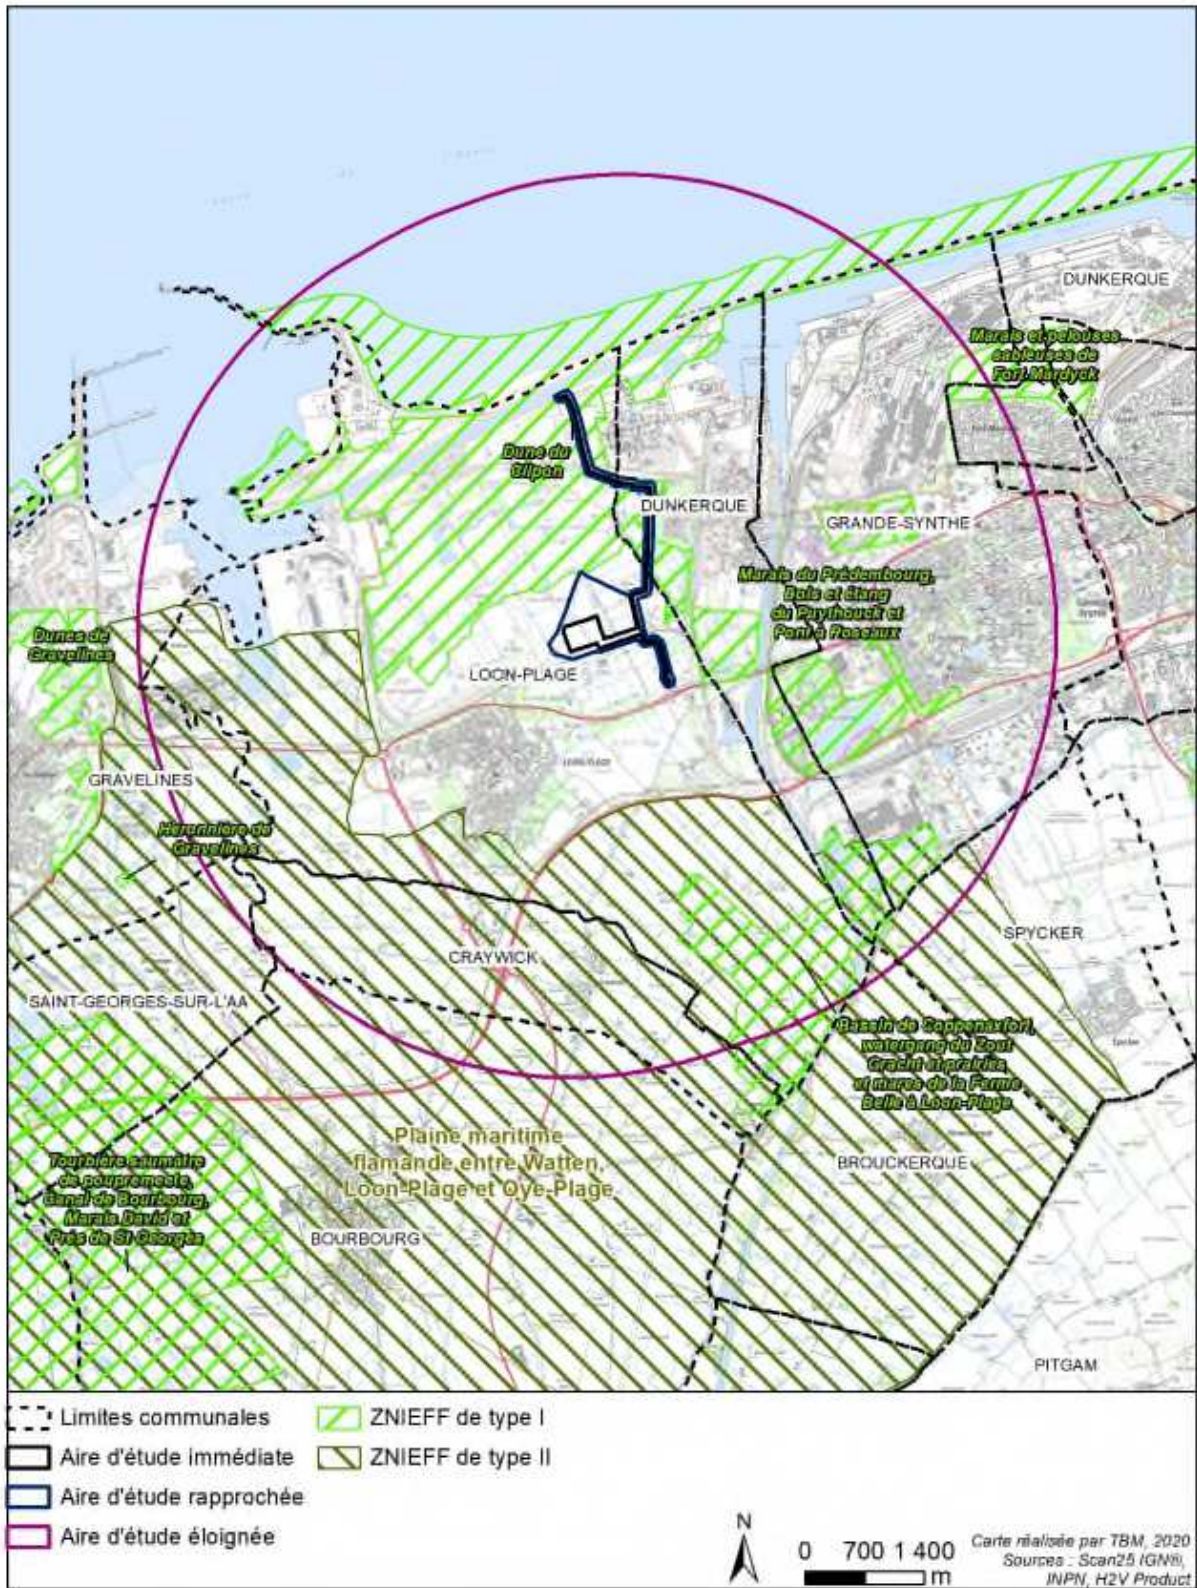 DUNKERQUE
Marais et pelouses
sableuses de
Fort Mardyck
Dune du
Clipon
DUNKERQUE
GRANDE-SYNTHE
Marais du Prédembourg,
Bois et étang
du Puythouck et
Pont à Roseaux
Dunes de
Gravelines
LOON-PLAGE
GRAVELINES
Héronnière de
Gravelines
SPYCKER
CRAYWICK
SAINT-GEORGES-SUR-L'AA
Bassin de Coppenaxfort,
watergang du Zout
Gracht et prairies
et mares de la Ferme
Belle à Loon-Plage
Plaine maritime
flamande entre Watten,
Loon-Plage et Oye-Plage
Tourbière saumâtre
de poupremeete,
Canal de Bourbourg,
Marais David et
Prés de St-Georges
BROUCKERQUE
BOURBOURG
PITGAM
Limites communales
ZNIEFF de type I
Aire d'étude immédiate
ZNIEFF de type II
Aire d'étude rapprochée
Aire d'étude éloignée
N
0 700 1 400
m
Carte réalisée par TBM, 2020
Sources : Scan25 IGN®,
INPN, H2V Product